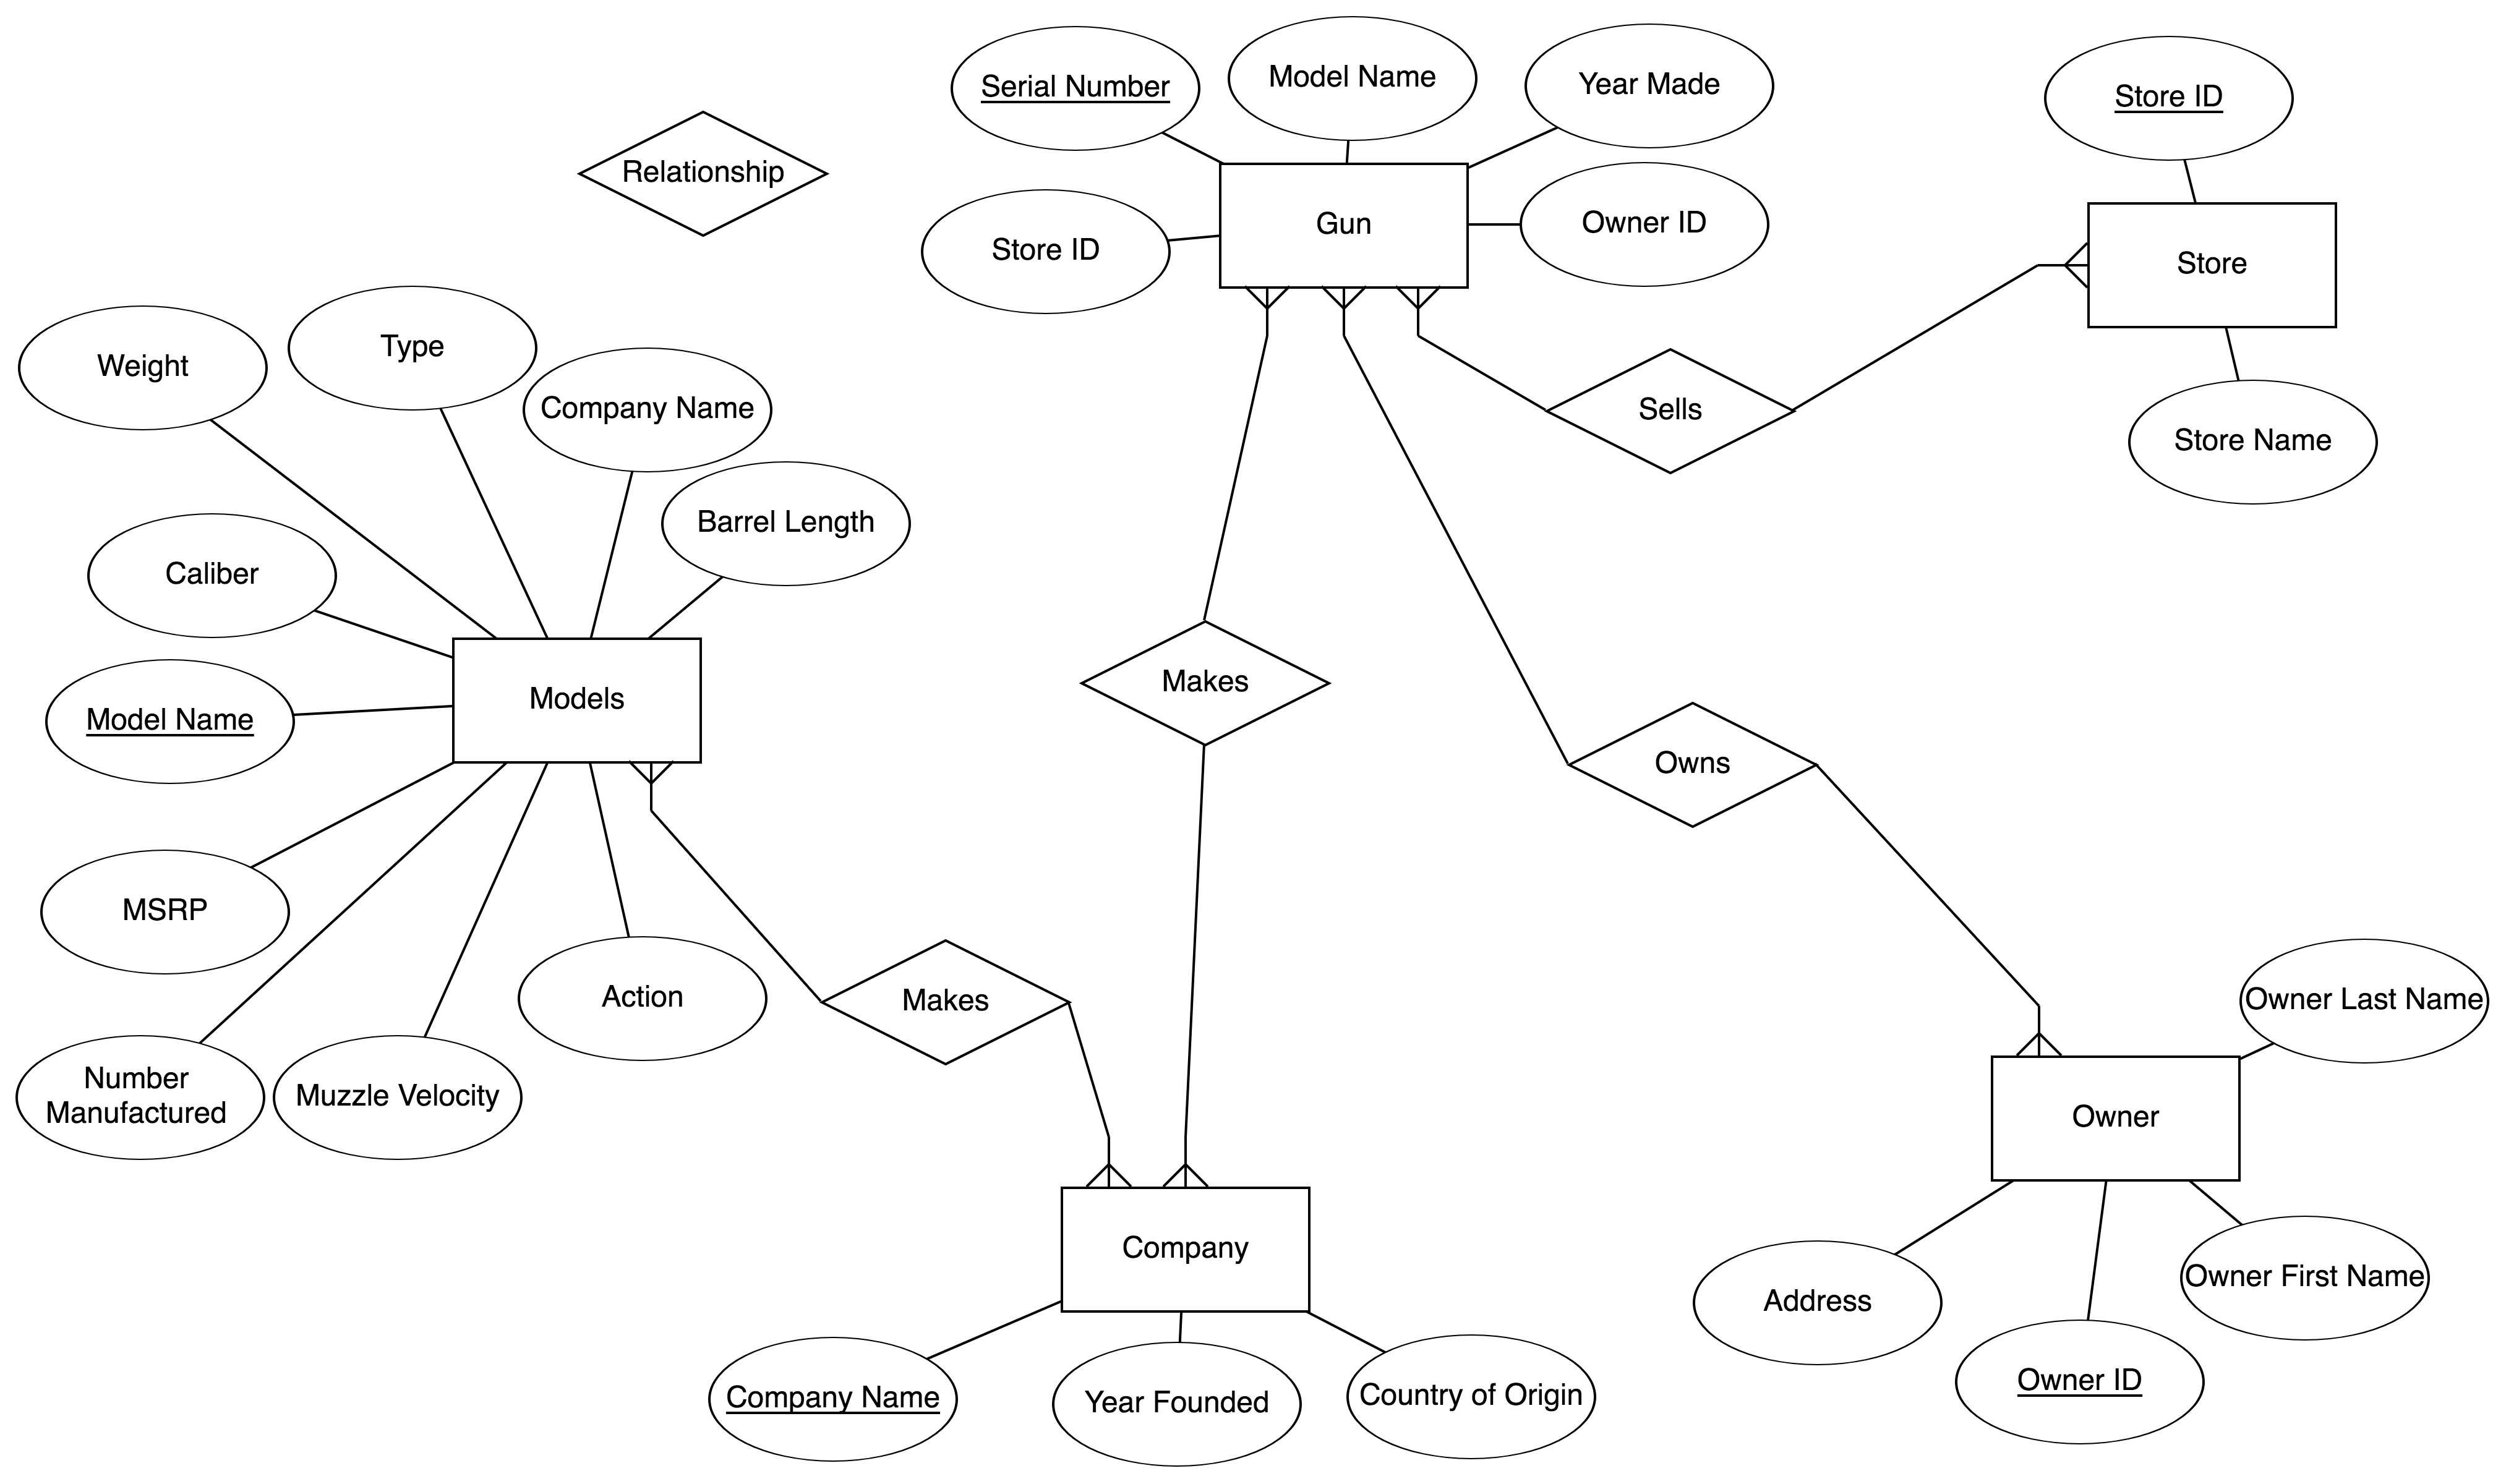 Serial Number
Model Name
Year Made
Store ID
Relationship
Gun
Owner ID
Store ID
Store
Weight
Type
Company Name
Sells
Store Name
Barrel Length
Caliber
Models
Makes
Model Name
Owns
MSRP
Action
Makes
Owner Last Name
Number
Manufactured
Muzzle Velocity
Owner
Company
Address
Owner First Name
Company Name
Year Founded
Country of Origin
Owner ID